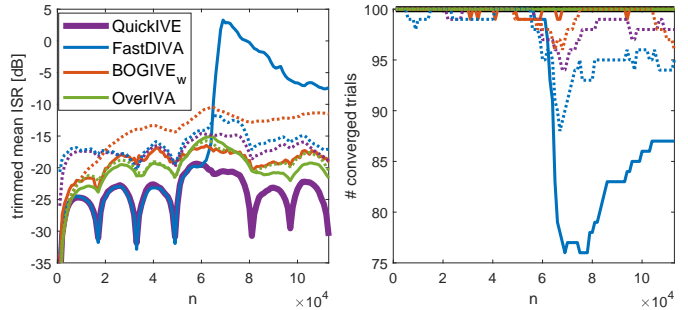 trimmed mean ISR [dB]
5
0
-5
-10
-15
-20
-25
-30
-35
QuickIVE
FastDIVA
BOGIVE_w
OverIVA
0 2 4 6 8 10
n
×10^4
# converged trials
100
95
90
85
80
75
0 2 4 6 8 10
n
×10^4